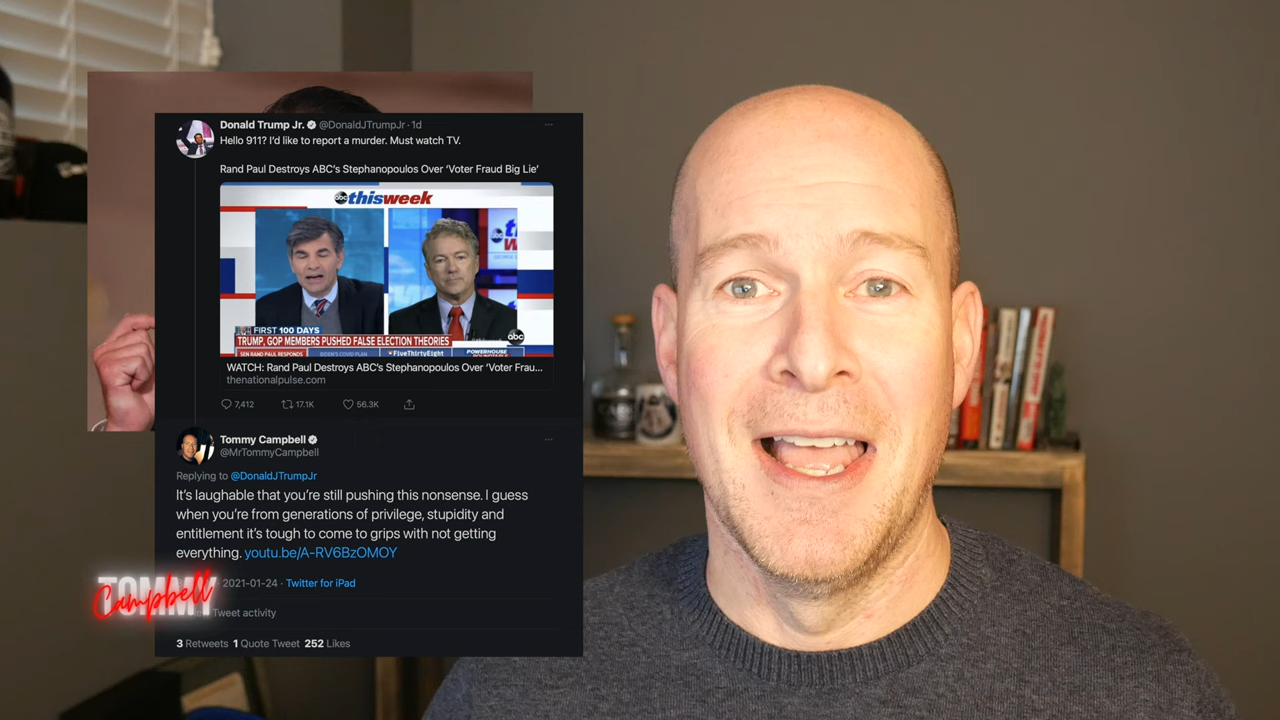 Donald Trump Jr. @DonaldJTrumpJr · 1d
Hello 911? I'd like to report a murder. Must watch TV.
Rand Paul Destroys ABC's Stephanopoulos Over 'Voter Fraud Big Lie'
abc thisweek
FIRST 100 DAYS
TRUMP, GOP MEMBERS PUSHED FALSE ELECTION THEORIES
abc
SEN RAND PAUL RESPONDS BIDEN'S COVID PLAN FiveThirtyEight POWERHOUSE ROUNDTABLE
WATCH: Rand Paul Destroys ABC's Stephanopoulos Over 'Voter Frau...
thenationalpulse.com
7,412 17.1K 56.3K
Tommy Campbell
@MrTommyCampbell
Replying to @DonaldJTrumpJr
It's laughable that you're still pushing this nonsense. I guess
when you're from generations of privilege, stupidity and
entitlement it's tough to come to grips with not getting
everything. youtu.be/A-RV6BzOMOY
2021-01-24 · Twitter for iPad
TOMMY
Campbell
Tweet activity
3 Retweets 1 Quote Tweet 252 Likes